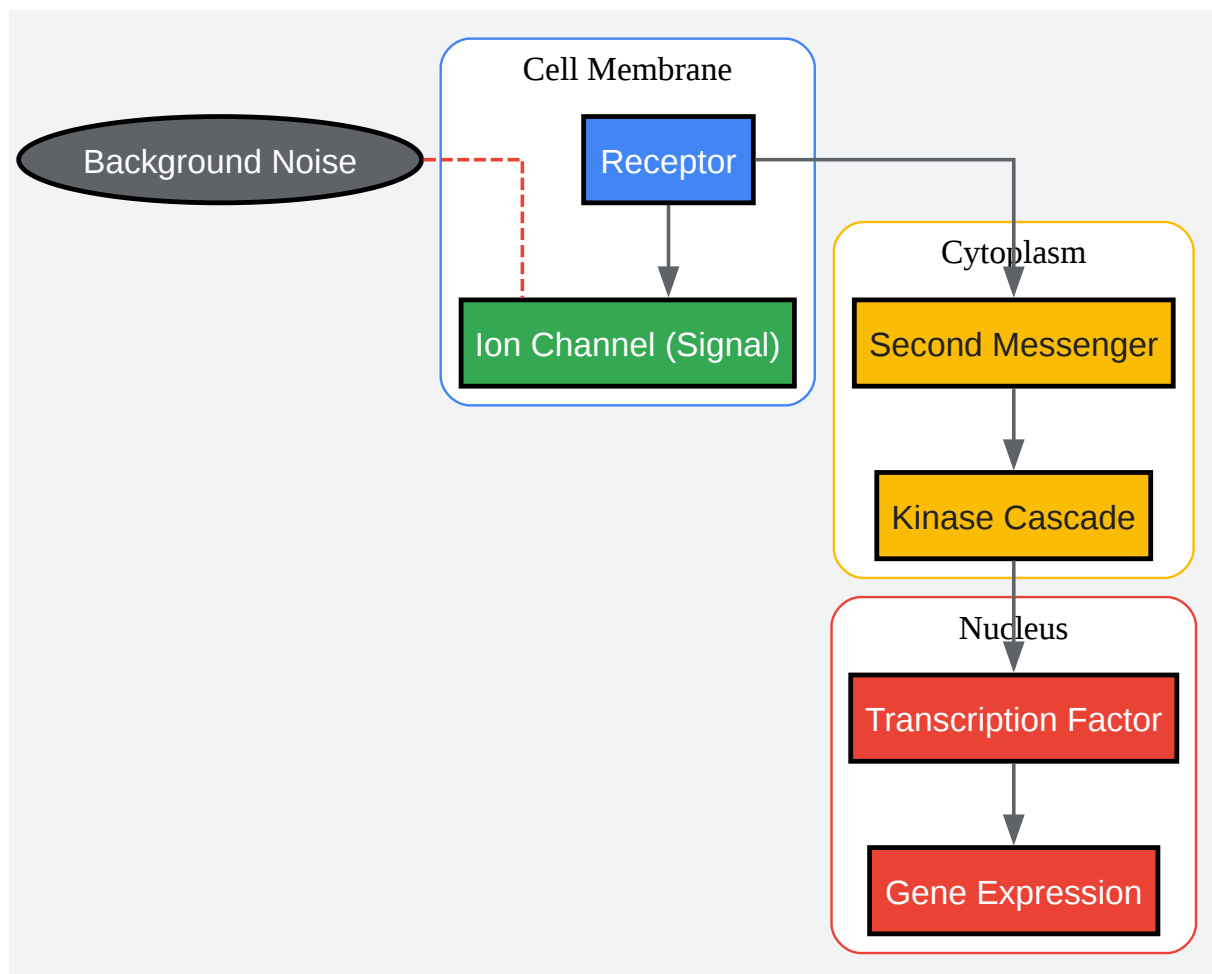 Cell Membrane
Background Noise
Receptor
Cytoplasm
Ion Channel (Signal)
Second Messenger
Kinase Cascade
Nucleus
Transcription Factor
Gene Expression